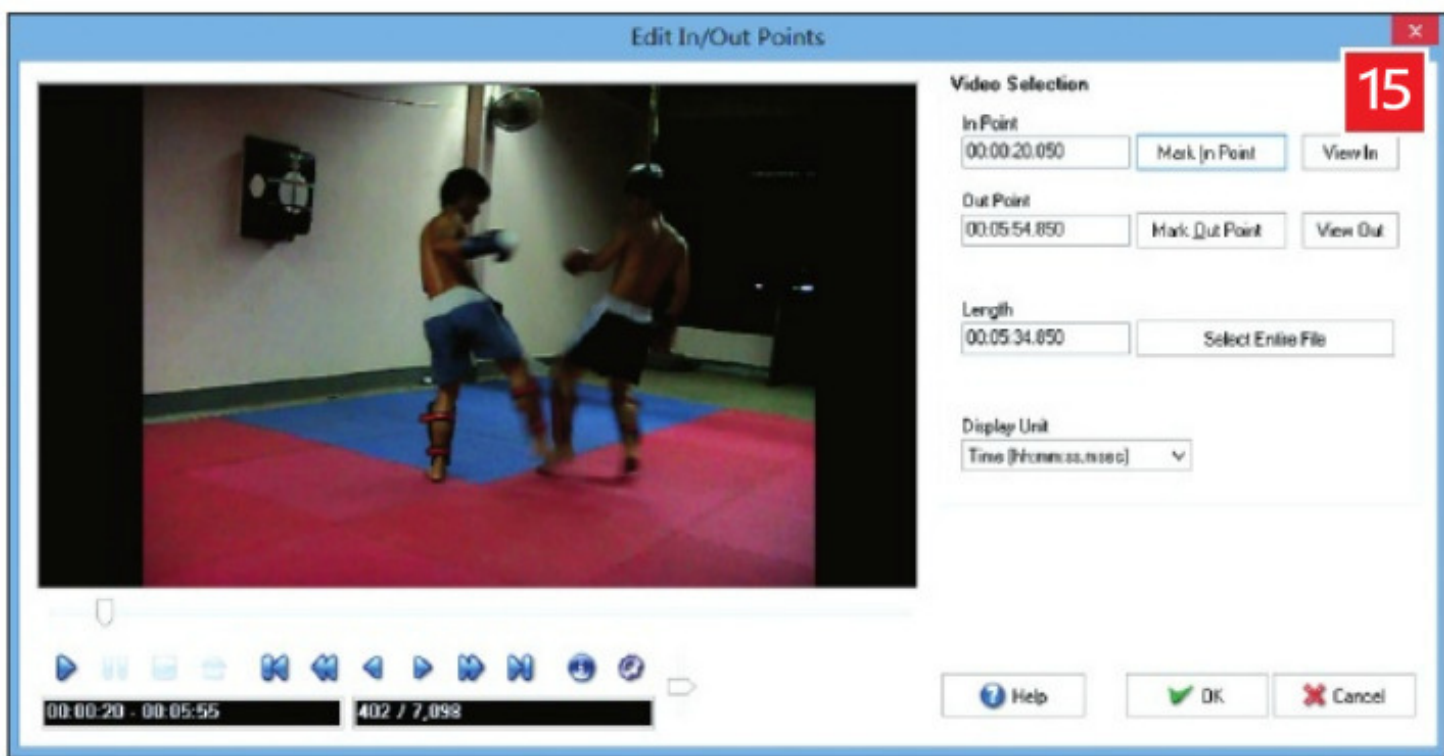 Edit In/Out Points
15
Video Selection
In Point
00:00:20.050 Mark In Point View In
Out Point
00:05:54.850 Mark Out Point View Out
Length
00:05:34.850 Select Entire File
Display Unit
Time (hh:mm:ss.msec)
00:00:20 - 00:05:55 402 / 7,098
Help OK Cancel